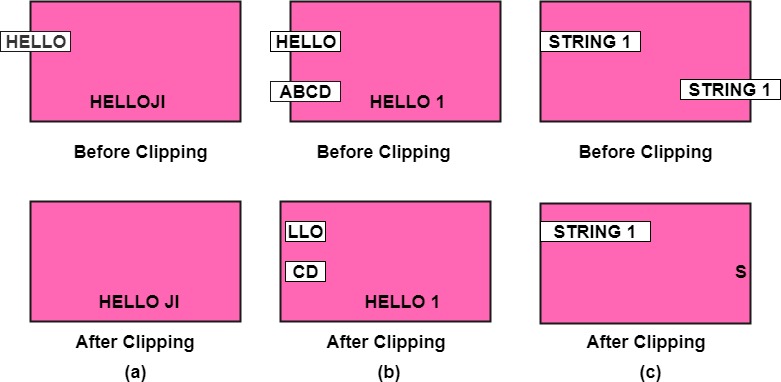 HELLO
HELLOJI
Before Clipping
HELLO
ABCD
HELLO 1
Before Clipping
STRING 1
STRING 1
Before Clipping
HELLO JI
After Clipping
(a)
LLO
CD
HELLO 1
After Clipping
(b)
STRING 1
S
After Clipping
(c)